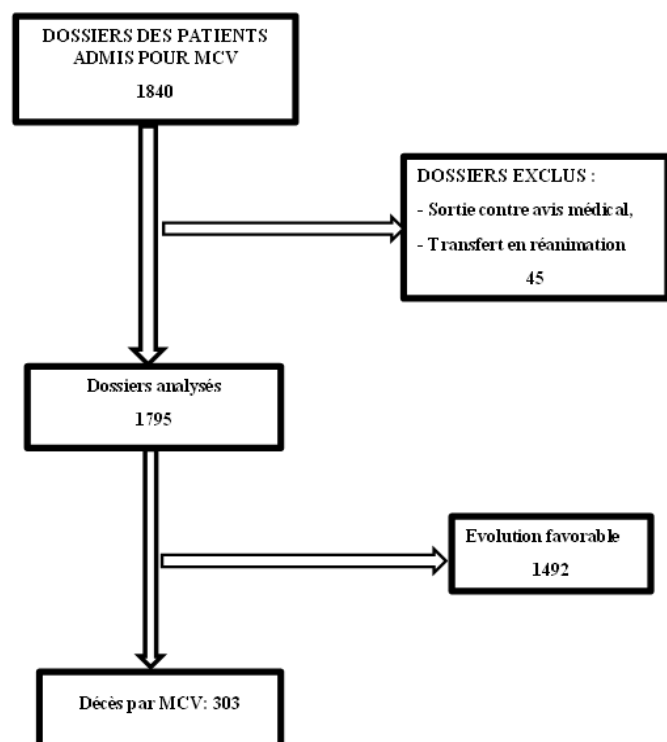 DOSSIERS DES PATIENTS
ADMIS POUR MCV
1840
DOSSIERS EXCLUS :
- Sortie contre avis médical,
- Transfert en réanimation
45
Dossiers analysés
1795
Evolution favorable
1492
Décès par MCV: 303